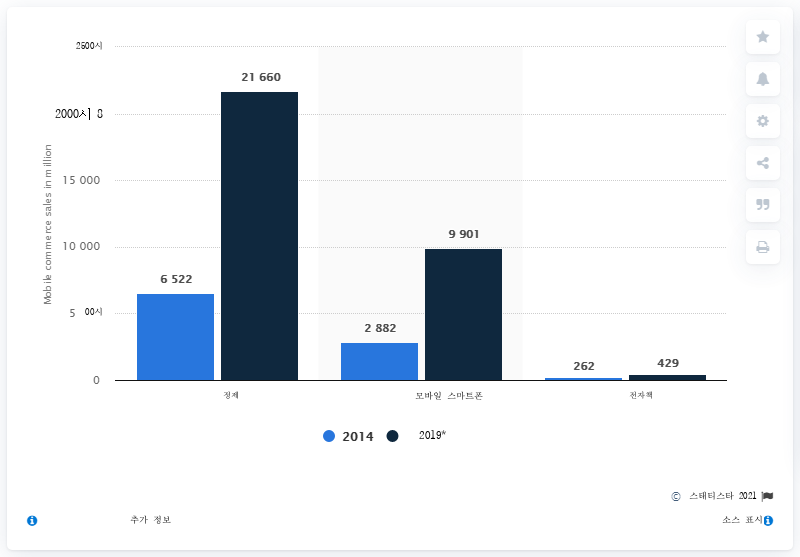 2500시
21 660
2000시 8
15 000
Mobile commerce sales in million
9 901
10 000
6 522
5 00시
2 882
262
429
0
정제 모바일 스마트폰 전자책
2014 2019*
© 스태티스타 2021
추가 정보 소스 표시